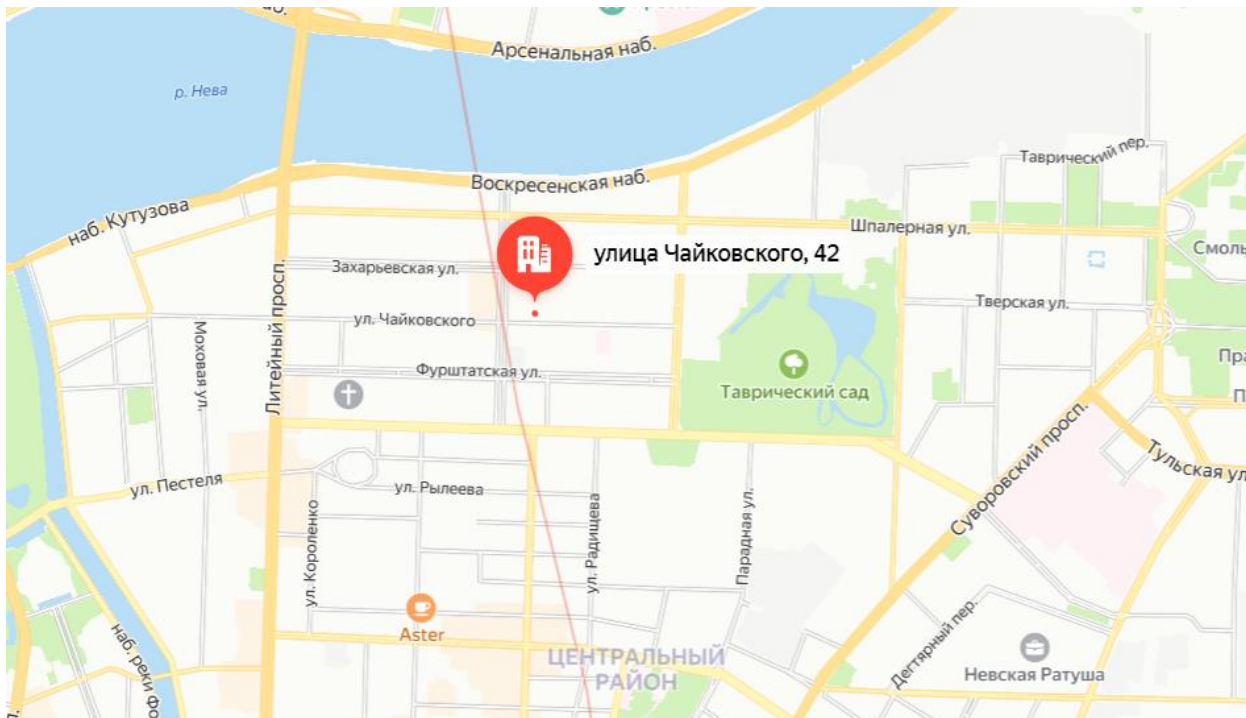 Арсенальная наб.
р. Нева
Таврический пер.
Воскресенская наб.
наб. Кутузова
Шпалерная ул.
улица Чайковского, 42
Смоль
Захарьевская ул.
Литейный просп.
Тверская ул.
ул. Чайковского
Моховая ул.
Пра
Фурштатская ул.
Таврический сад
П
Суворовский просп.
Тульская ул
ул. Пестеля
ул. Рылеева
ул. Короленко
ул. Радищева
Парадная ул.
Aster
наб. реки Фо
Дегтярный пер.
ЦЕНТРАЛЬНЫЙ
РАЙОН
Невская Ратуша